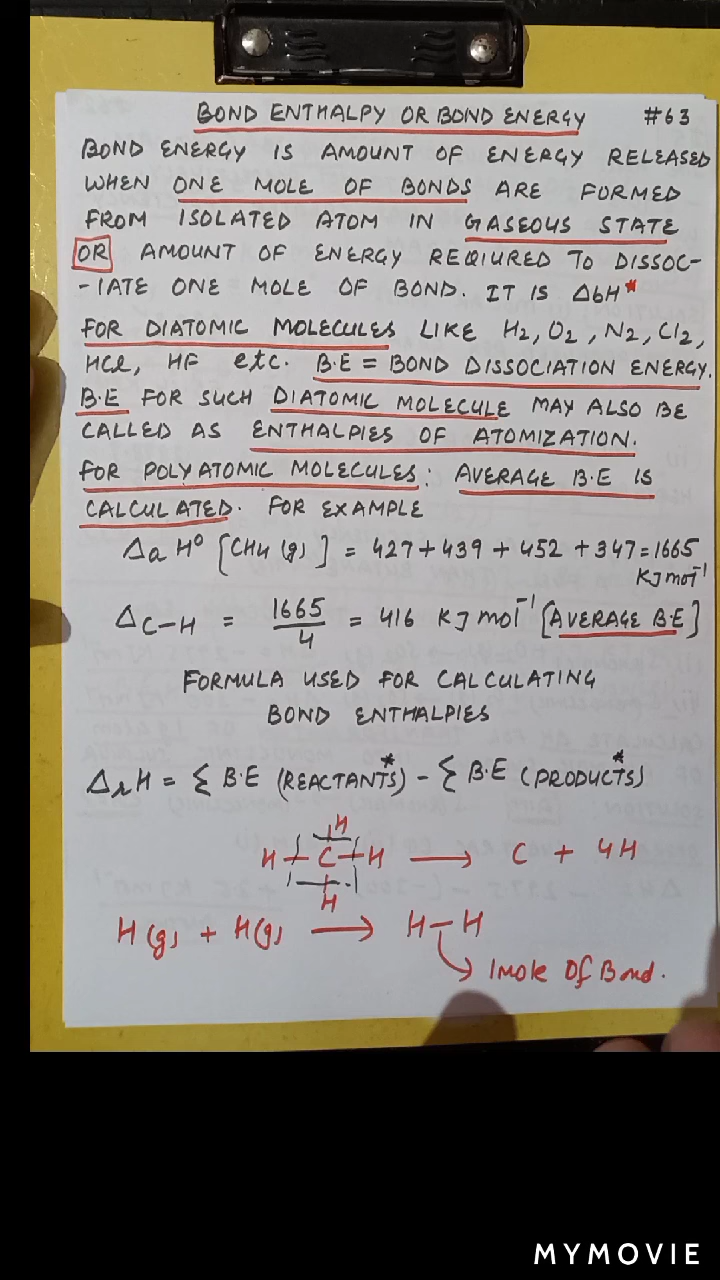 BOND ENTHALPY OR BOND ENERGY #63
BOND ENERGY IS AMOUNT OF ENERGY RELEASED
WHEN ONE MOLE OF BONDS ARE FORMED
FROM ISOLATED ATOM IN GASEOUS STATE
OR AMOUNT OF ENERGY REQIURED TO DISSOC-
-IATE ONE MOLE OF BOND. IT IS ΔbH*
FOR DIATOMIC MOLECULES LIKE H2, O2, N2, Cl2,
HCl, HF etc. B.E = BOND DISSOCIATION ENERGY.
B.E FOR SUCH DIATOMIC MOLECULE MAY ALSO BE
CALLED AS ENTHALPIES OF ATOMIZATION.
FOR POLYATOMIC MOLECULES: AVERAGE B.E IS
CALCULATED. FOR EXAMPLE
ΔaH° [CH4 (g)] = 427+439+452+347=1665
KJ mol⁻¹
ΔC-H = 1665/4 = 416 KJ mol⁻¹ [AVERAGE B.E]
FORMULA USED FOR CALCULATING
BOND ENTHALPIES
ΔrH = Σ B.E (REACTANTS*) - Σ B.E (PRODUCTS*)
H
H-C-H → C + 4H
H
H(g) + H(g) → H-H
1mole Of Bond.
MYMOVIE